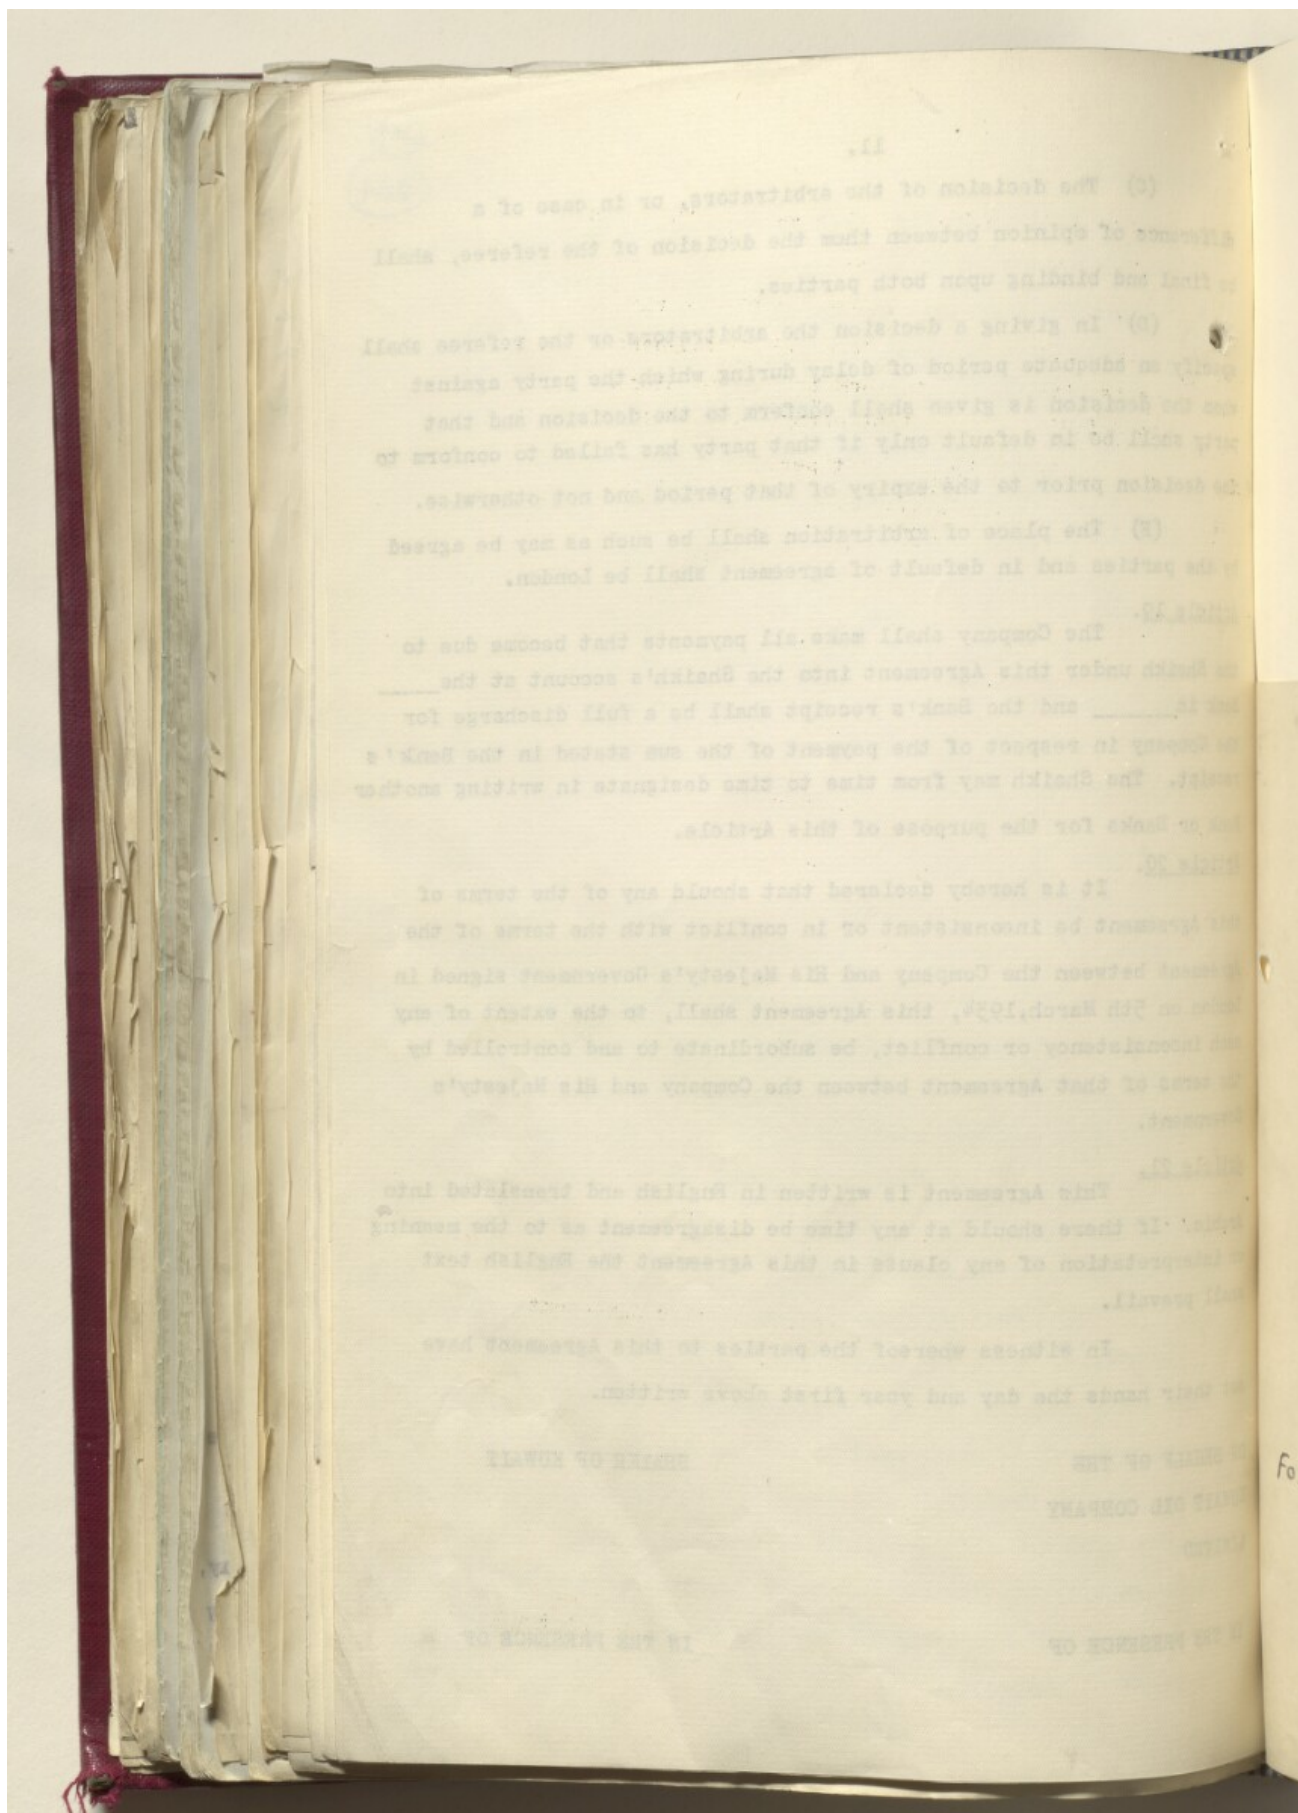 11.
(C) The decision of the arbitrators, or in case of a
difference of opinion between them the decision of the referee, shall
be final and binding upon both parties.
(D) In giving a decision the arbitrators or the referee shall
specify an adequate period of delay during which the party against
whom the decision is given shall conform to the decision and that
party shall be in default only if that party has failed to conform to
the decision prior to the expiry of that period and not otherwise.
(E) The place of arbitration shall be such as may be agreed
by the parties and in default of agreement shall be London.
Article 19.
The Company shall make all payments that become due to
the Sheikh under this Agreement into the Sheikh's account at the_____
Bank in_____ and the Bank's receipt shall be a full discharge for
the Company in respect of the payment of the sum stated in the Bank's
receipt. The Sheikh may from time to time designate in writing another
Bank or Banks for the purpose of this Article.
Article 20.
It is hereby declared that should any of the terms of
this Agreement be inconsistent or in conflict with the terms of the
Agreement between the Company and His Majesty's Government signed in
London on 5th March,1934, this Agreement shall, to the extent of any
such inconsistency or conflict, be subordinate to and controlled by
the terms of that Agreement between the Company and His Majesty's
Government.
Article 21.
This Agreement is written in English and translated into
Arabic. If there should at any time be disagreement as to the meaning
or interpretation of any clause in this Agreement the English text
shall prevail.
In witness whereof the parties to this Agreement have
set their hands the day and year first above written.
ON BEHALF OF THE SHAIKH OF KUWAIT
KUWAIT OIL COMPANY
LIMITED
IN THE PRESENCE OF IN THE PRESENCE OF
Fo